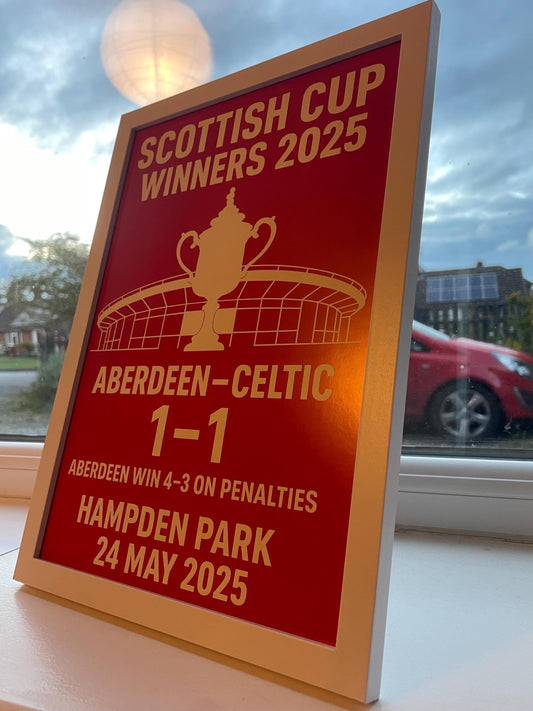 SCOTTISH CUP
WINNERS 2025
ABERDEEN–CELTIC
1–1
ABERDEEN WIN 4–3 ON PENALTIES
HAMPDEN PARK
24 MAY 2025